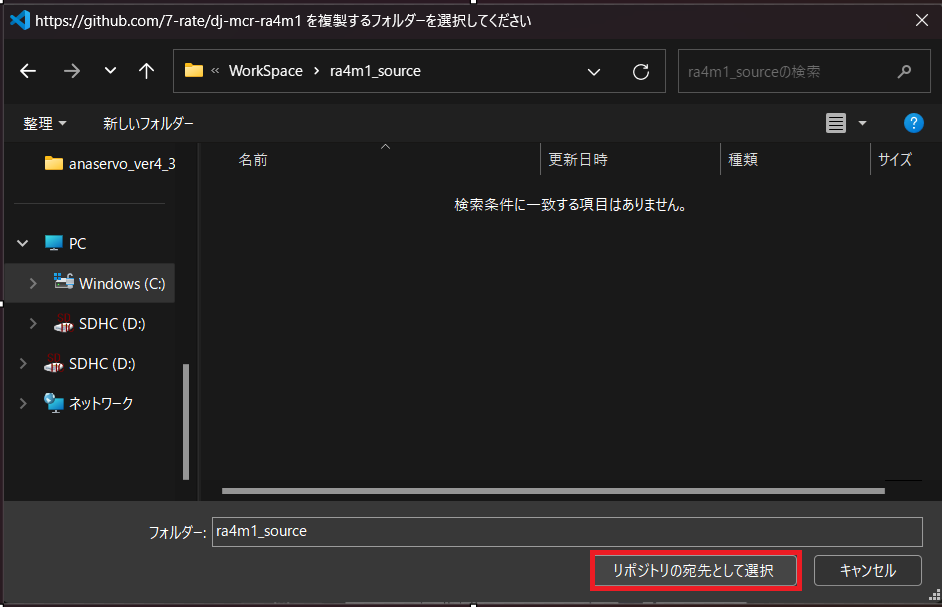 https://github.com/7-rate/dj-mcr-ra4m1 を複製するフォルダーを選択してください
« WorkSpace › ra4m1_source
ra4m1_sourceの検索
整理
新しいフォルダー
anaservo_ver4_3
名前
更新日時
種類
サイズ
検索条件に一致する項目はありません。
PC
Windows (C:)
SDHC (D:)
SDHC (D:)
ネットワーク
フォルダー:
ra4m1_source
リポジトリの宛先として選択
キャンセル